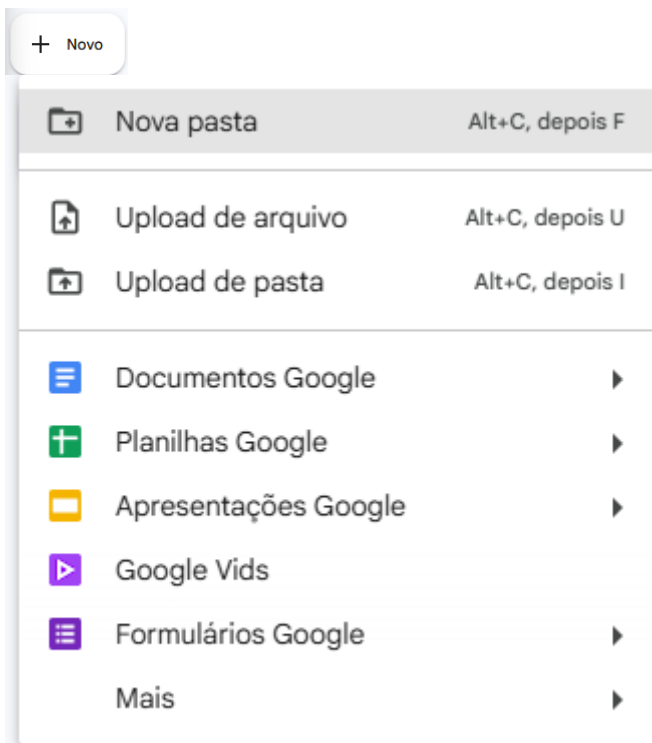 + Novo
Nova pasta Alt+C, depois F
Upload de arquivo Alt+C, depois U
Upload de pasta Alt+C, depois I
Documentos Google
Planilhas Google
Apresentações Google
Google Vids
Formulários Google
Mais